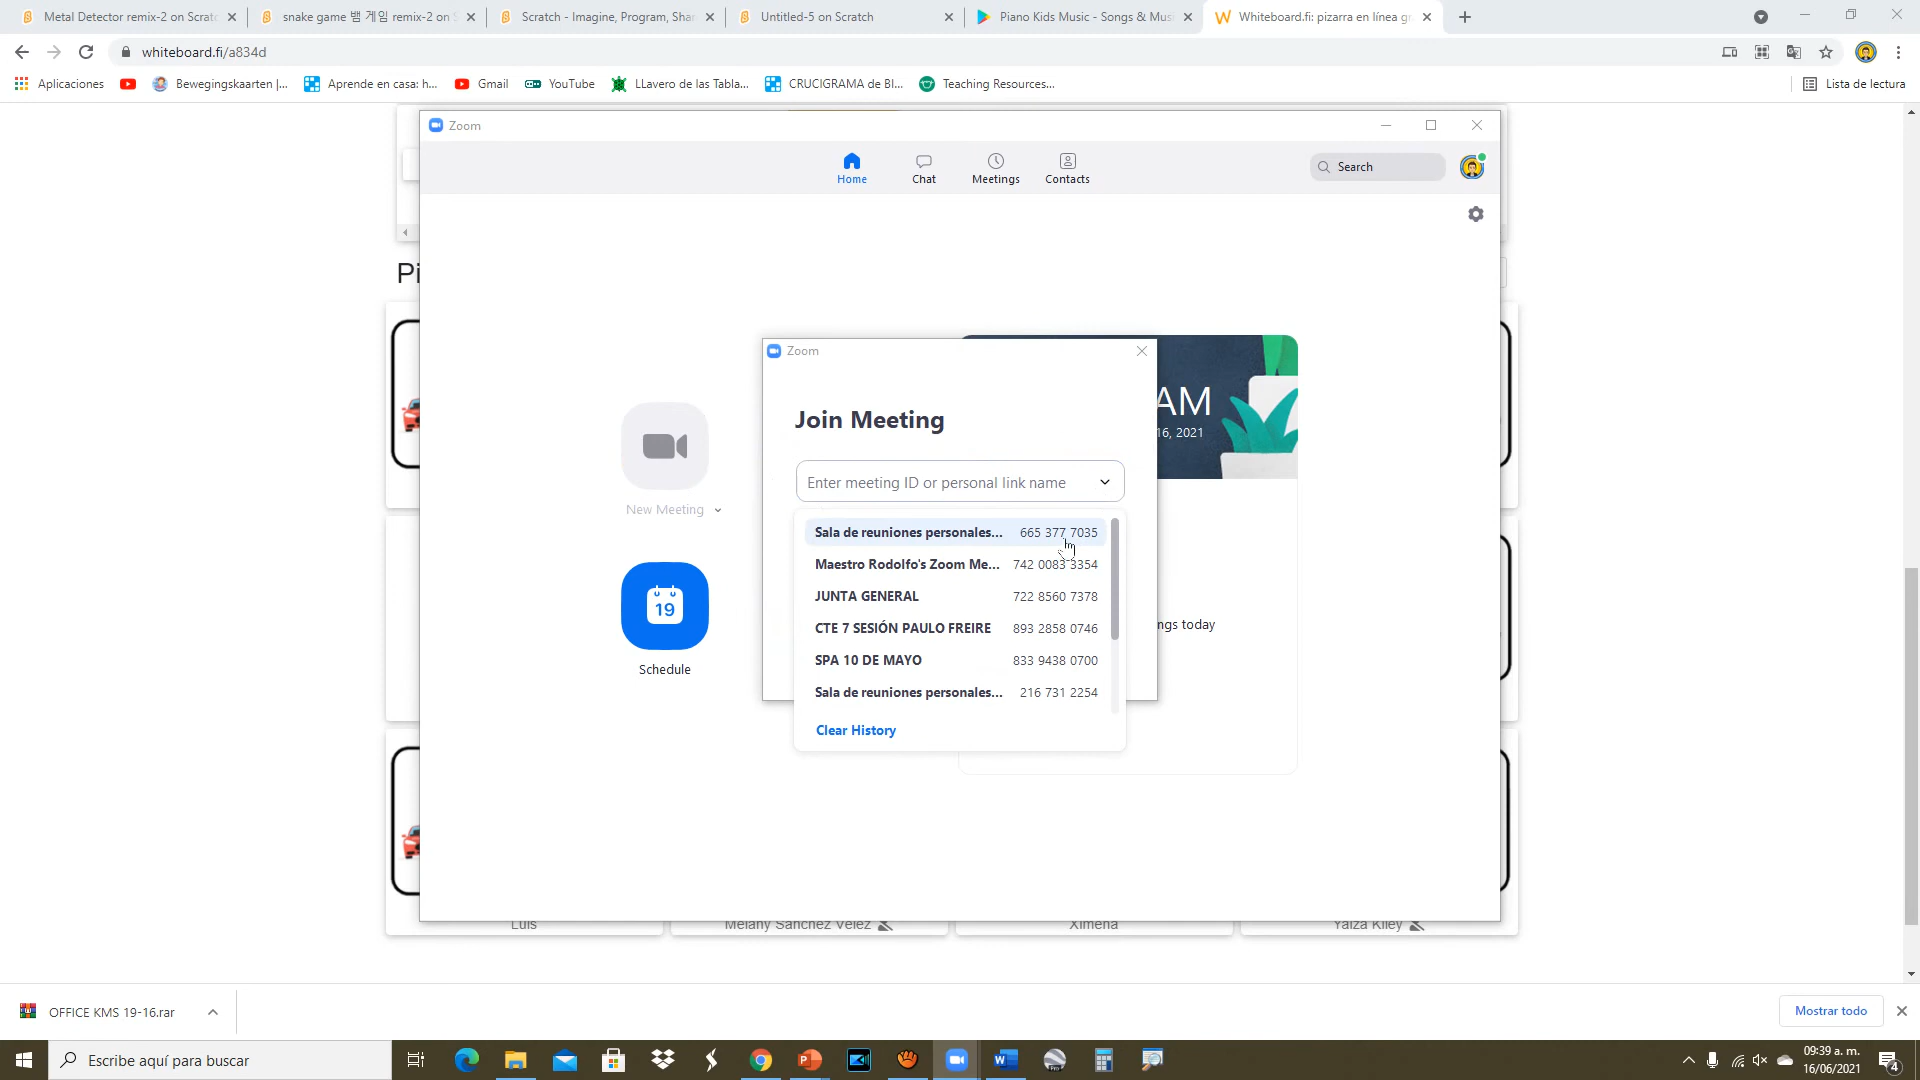 Metal Detector remix-2 on Scratc
snake game 뱀 게임 remix-2 on S
Scratch - Imagine, Program, Shar
Untitled-5 on Scratch
Piano Kids Music - Songs & Musi
Whiteboard.fi: pizarra en línea gr
whiteboard.fi/a834d
Aplicaciones
Bewegingskaarten |...
Aprende en casa: h...
Gmail
YouTube
LLavero de las Tabla...
CRUCIGRAMA de BI...
Teaching Resources...
Lista de lectura
Zoom
Home
Chat
Meetings
Contacts
Search
Pi
Zoom
Join Meeting
AM
16, 2021
Enter meeting ID or personal link name
New Meeting
Sala de reuniones personales... 665 377 7035
Maestro Rodolfo's Zoom Me... 742 0083 3354
JUNTA GENERAL 722 8560 7378
CTE 7 SESIÓN PAULO FREIRE 893 2858 0746
SPA 10 DE MAYO 833 9438 0700
Sala de reuniones personales... 216 731 2254
Clear History
ngs today
19
Schedule
Luis
Melany Sanchez Velez
Ximena
Yaiza Kiley
OFFICE KMS 19-16.rar
Mostrar todo
Escribe aquí para buscar
09:39 a. m.
16/06/2021
4